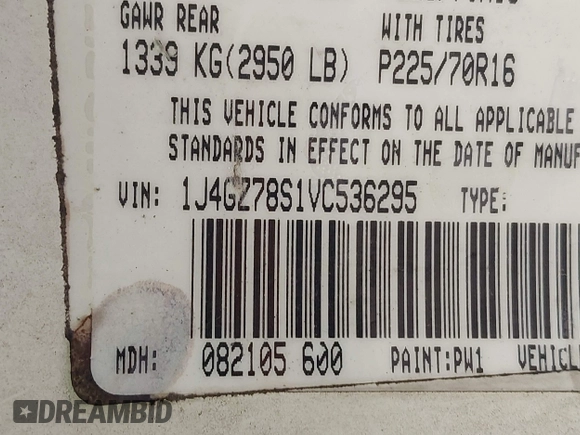 GAWR REAR WITH TIRES
1339 KG(2950 LB) P225/70R16
THIS VEHICLE CONFORMS TO ALL APPLICABLE
STANDARDS IN EFFECT ON THE DATE OF MANUF
VIN: 1J4GZ78S1VC536295 TYPE:
MDH: 082105 600 PAINT:PW1 VEHICL
DREAMBID